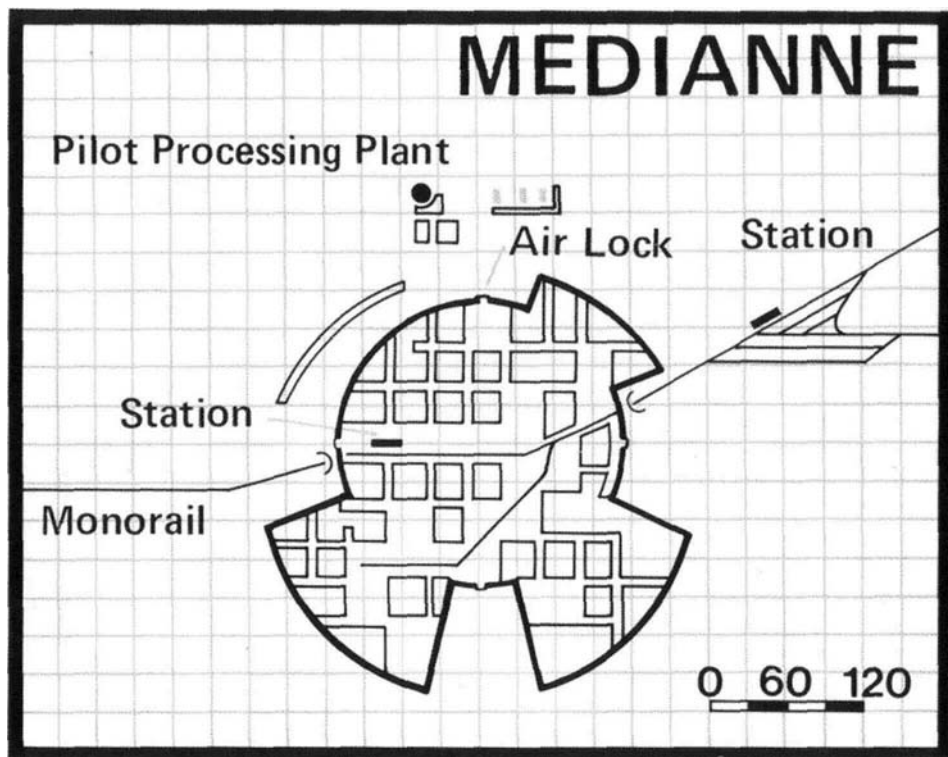 MEDIANNE
Pilot Processing Plant
Air Lock
Station
Station
Monorail
0 60 120